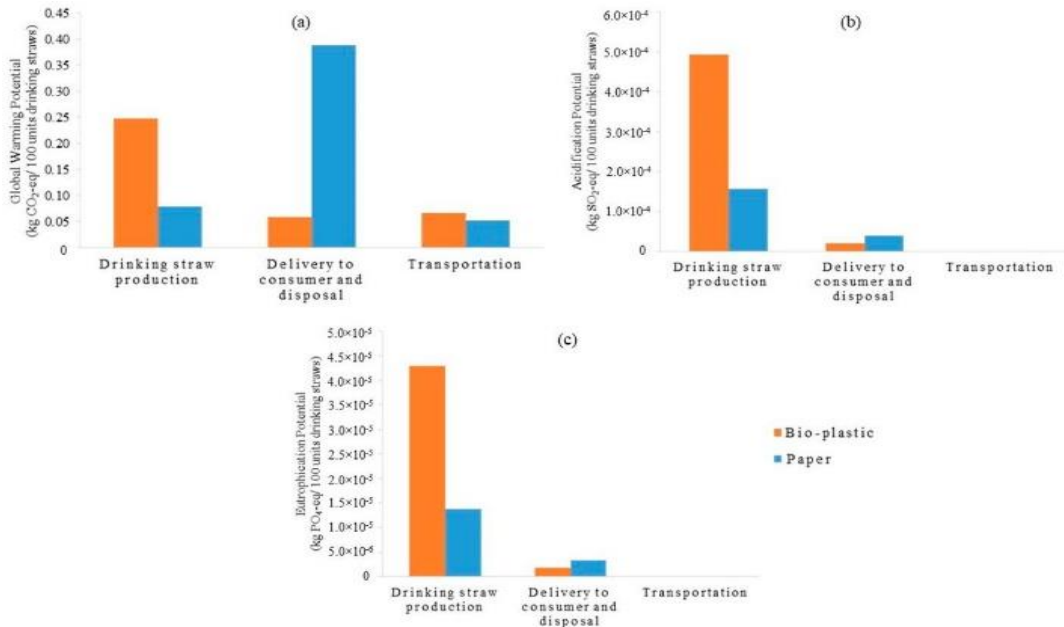 (a)
Global Warming Potential
(kg CO₂-eq/ 100 units drinking straws)
0.45
0.40
0.35
0.30
0.25
0.20
0.15
0.10
0.05
0
Drinking straw
production
Delivery to
consumer and
disposal
Transportation
(b)
Acidification Potential
(kg SO₂-eq/ 100 units drinking straws)
6.0×10⁻⁴
5.0×10⁻⁴
4.0×10⁻⁴
3.0×10⁻⁴
2.0×10⁻⁴
1.0×10⁻⁴
0
Drinking straw
production
Delivery to
consumer and
disposal
Transportation
(c)
Eutrophication Potential
(kg PO₄-eq/ 100 units drinking straws)
5.0×10⁻⁵
4.5×10⁻⁵
4.0×10⁻⁵
3.5×10⁻⁵
3.0×10⁻⁵
2.5×10⁻⁵
2.0×10⁻⁵
1.5×10⁻⁵
1.0×10⁻⁵
5.0×10⁻⁶
0
Drinking straw
production
Delivery to
consumer and
disposal
Transportation
Bio-plastic
Paper